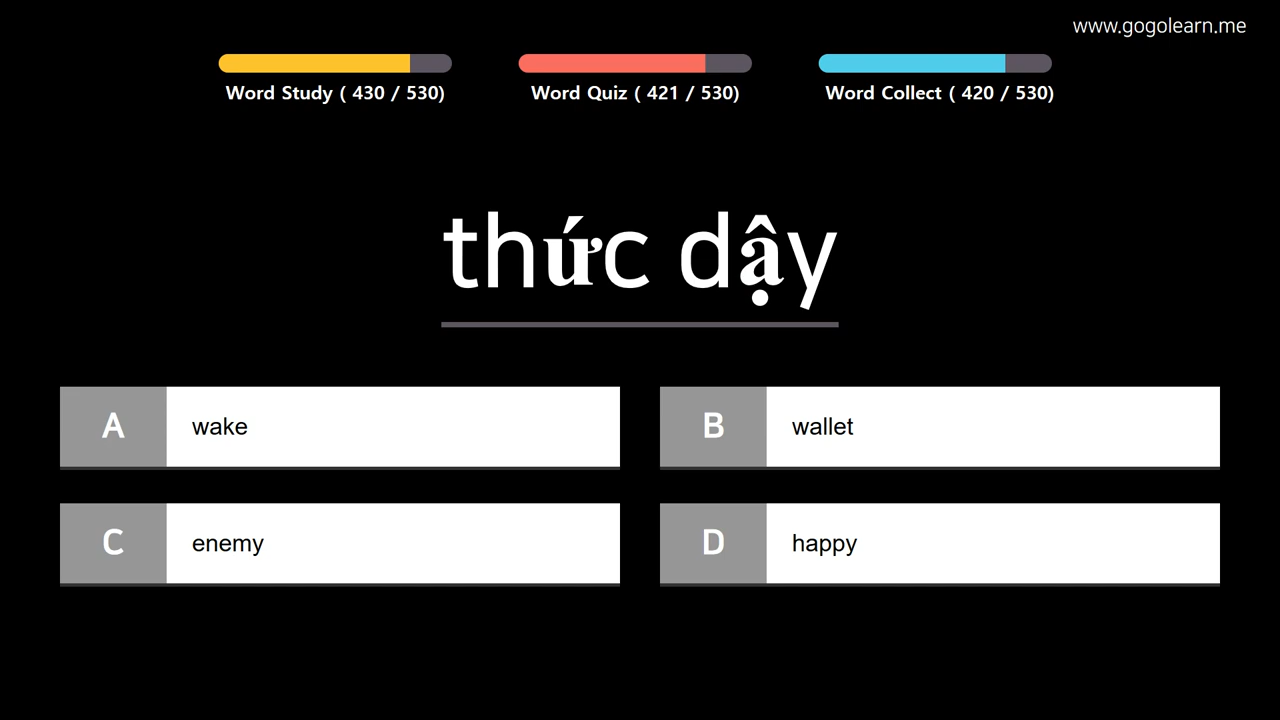 www.gogolearn.me
Word Study ( 430 / 530)
Word Quiz ( 421 / 530)
Word Collect ( 420 / 530)
thức dậy
A wake
B wallet
C enemy
D happy